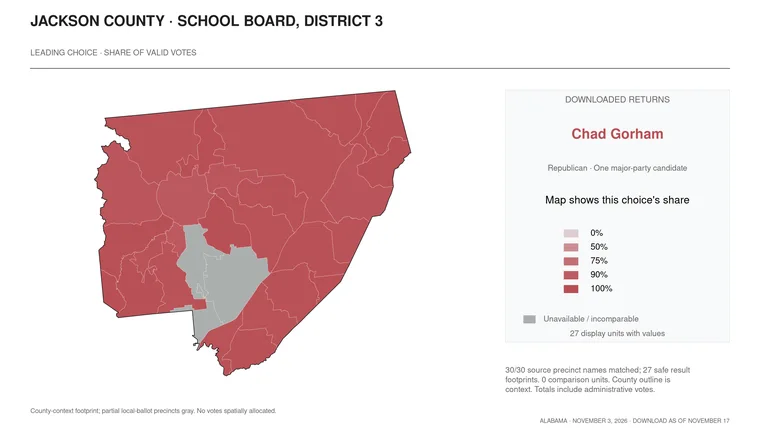 JACKSON COUNTY · SCHOOL BOARD, DISTRICT 3
LEADING CHOICE · SHARE OF VALID VOTES
DOWNLOADED RETURNS
Chad Gorham
Republican · One major-party candidate
Map shows this choice's share
0%
50%
75%
90%
100%
Unavailable / incomparable
27 display units with values
30/30 source precinct names matched; 27 safe result
footprints. 0 comparison units. County outline is
context. Totals include administrative votes.
County-context footprint; partial local-ballot precincts gray. No votes spatially allocated.
ALABAMA · NOVEMBER 3, 2026 · DOWNLOAD AS OF NOVEMBER 17